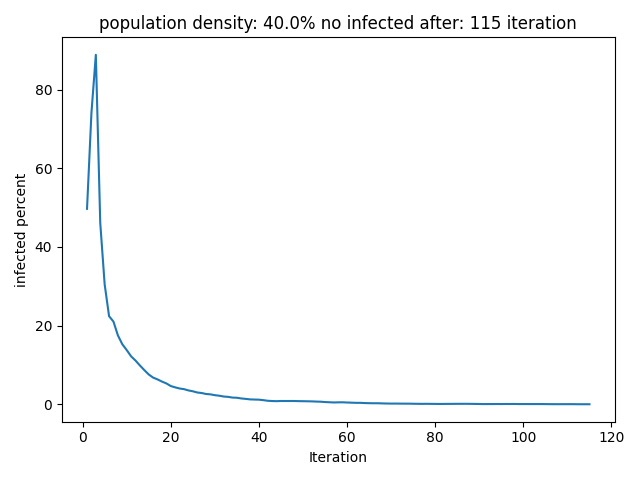 population density: 40.0% no infected after: 115 iteration
infected percent
80
60
40
20
0
0 20 40 60 80 100 120
Iteration